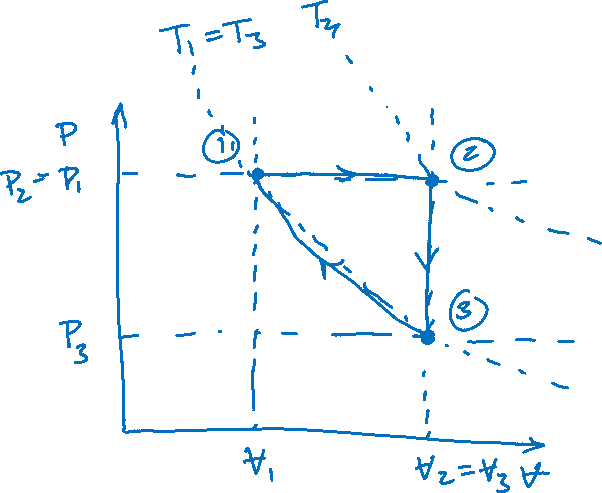 T₁ = T₃
T₂
P
①
②
P₂ = P₁
③
P₃
V₁
V₂ = V₃ V